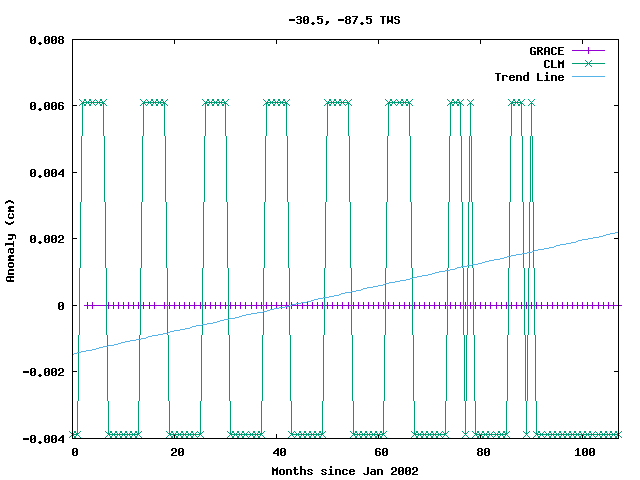 -30.5, -87.5 TWS
GRACE
CLM
Trend Line
0.008
0.006
0.004
0.002
0
-0.002
-0.004
Anomaly (cm)
0 20 40 60 80 100
Months since Jan 2002